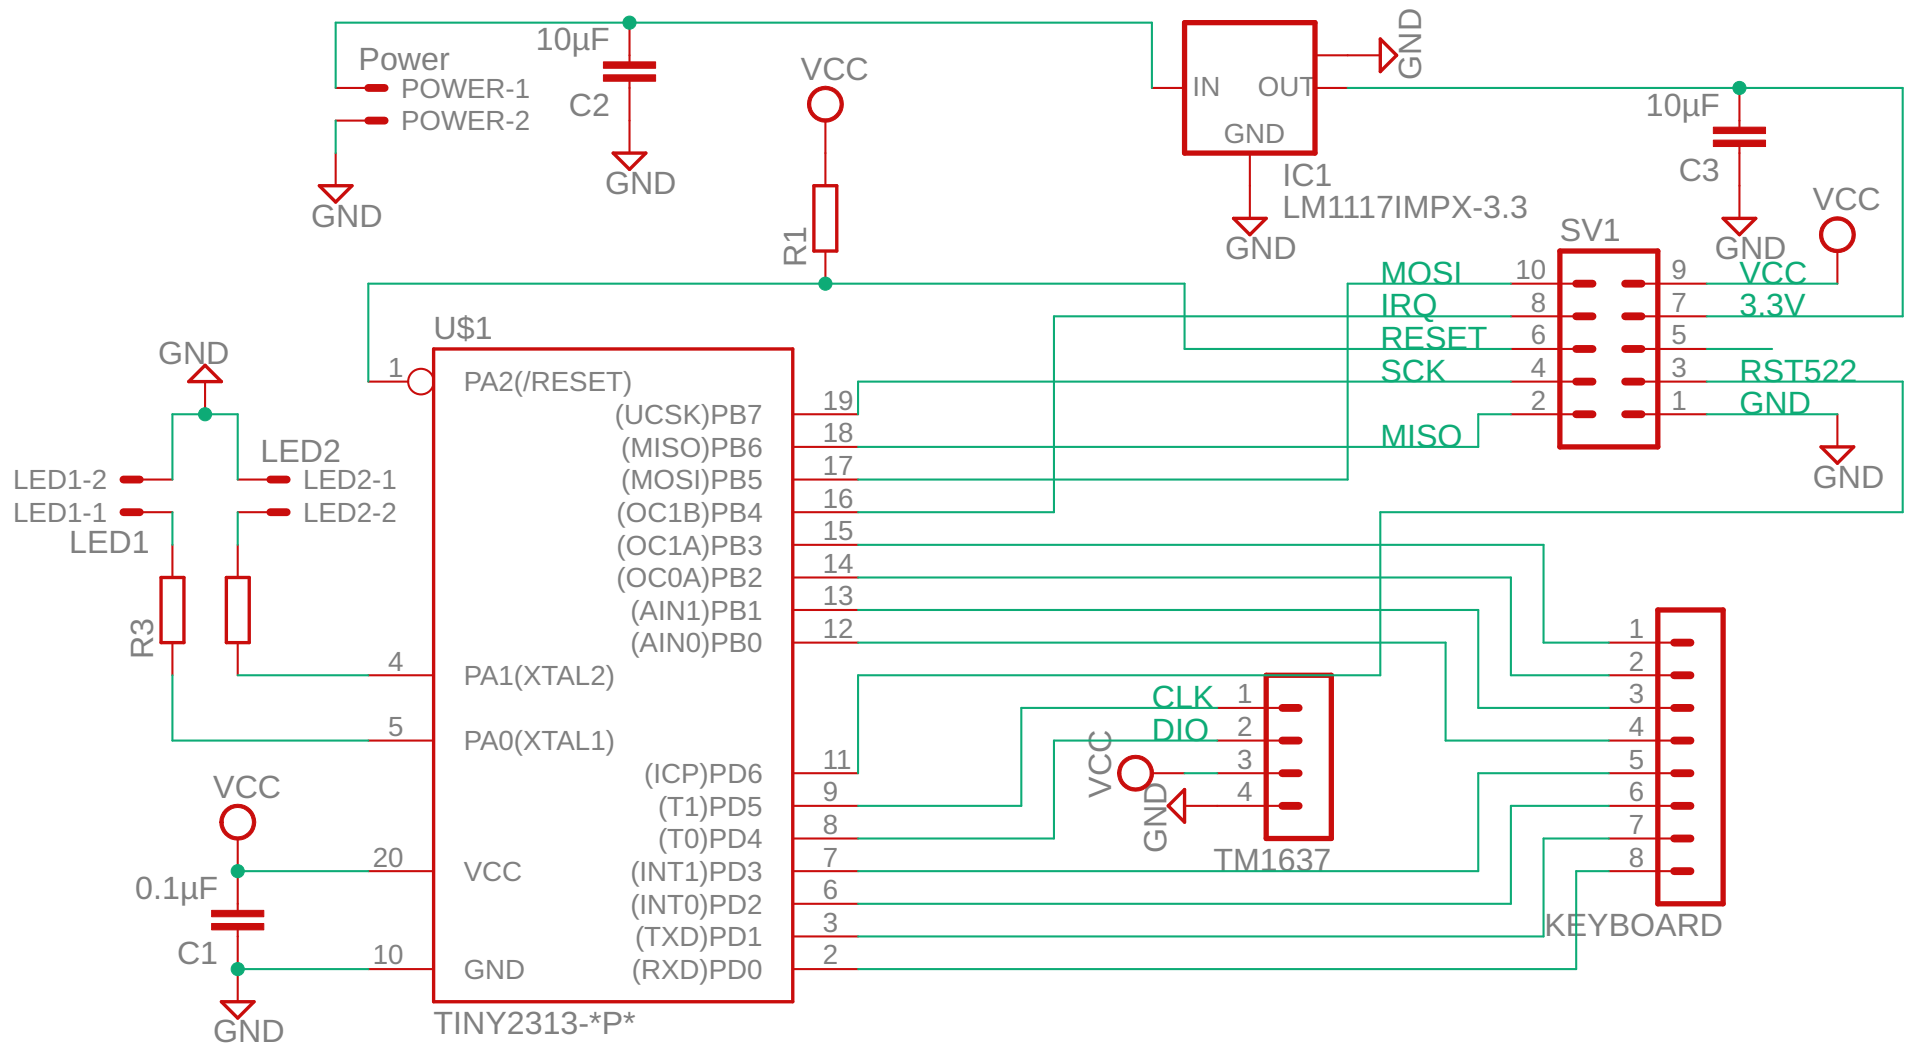 Power
POWER-1
POWER-2
GND
10µF
C2
GND
VCC
R1
IN
OUT
GND
GND
IC1
LM1117IMPX-3.3
GND
10µF
C3
GND
VCC
SV1
MOSI 10 9 VCC
IRQ 8 7 3.3V
RESET 6 5
SCK 4 3 RST522
2 1 GND
MISO
GND
GND
LED2
LED1-2 LED2-1
LED1-1 LED2-2
LED1
R3
U$1
1 PA2(/RESET)
(UCSK)PB7 19
(MISO)PB6 18
(MOSI)PB5 17
(OC1B)PB4 16
(OC1A)PB3 15
(OC0A)PB2 14
(AIN1)PB1 13
(AIN0)PB0 12
4 PA1(XTAL2)
5 PA0(XTAL1)
(ICP)PD6 11
(T1)PD5 9
(T0)PD4 8
20 VCC (INT1)PD3 7
(INT0)PD2 6
(TXD)PD1 3
10 GND (RXD)PD0 2
TINY2313-*P*
VCC
0.1µF
C1
GND
CLK 1
DIO 2
VCC 3
GND 4
TM1637
1
2
3
4
5
6
7
8
KEYBOARD